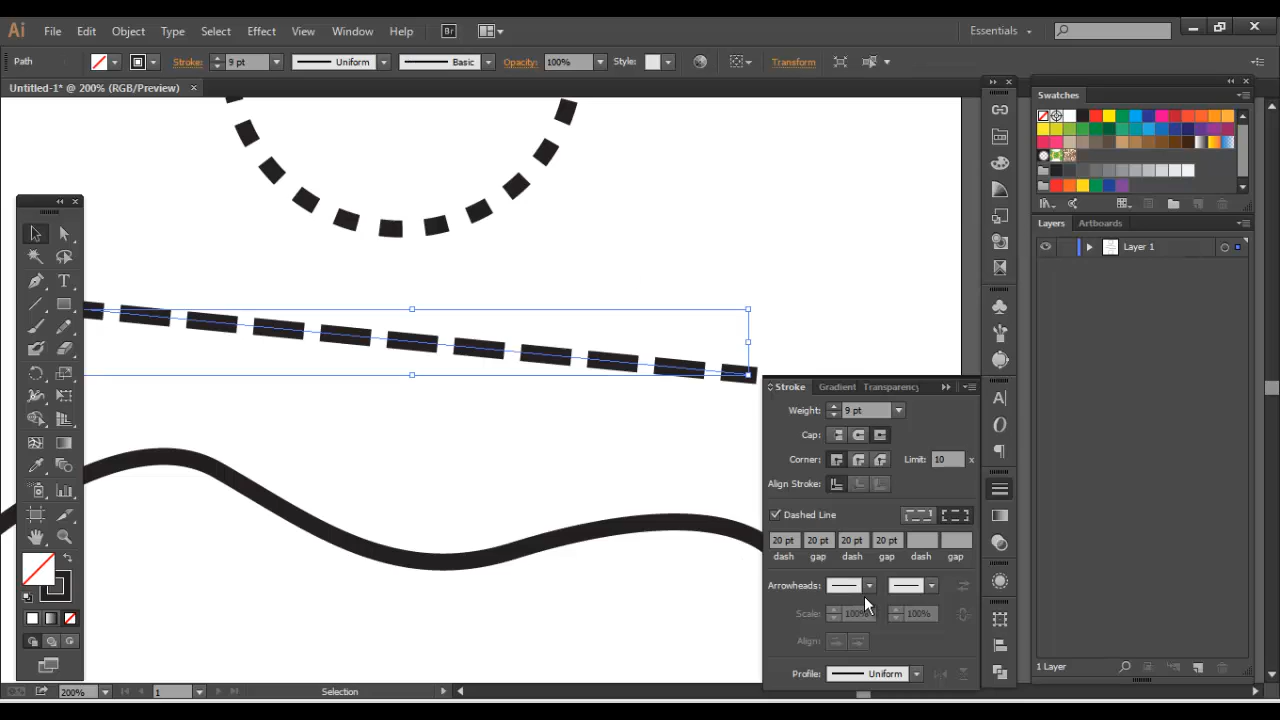 Ai File Edit Object Type Select Effect View Window Help Br Essentials
Path Stroke: 9 pt Uniform Basic Opacity: 100% Style: Transform
Untitled-1* @ 200% (RGB/Preview) ×
Swatches
Layers Artboards
Layer 1
Stroke Gradient Transparency
Weight: 9 pt
Cap:
Corner: Limit: 10 x
Align Stroke:
Dashed Line
20 pt 20 pt 20 pt 20 pt
dash gap dash gap dash gap
Arrowheads:
Scale: 100% 100%
Align:
Profile: Uniform
1 Layer
200% 1 Selection